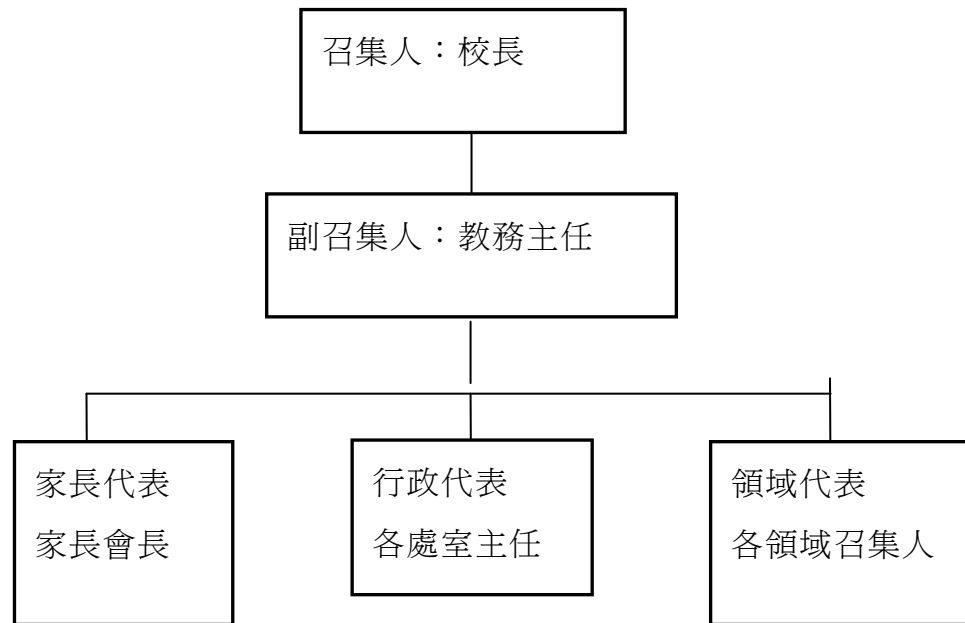 召集人：校長
副召集人：教務主任
家長代表
家長會長
行政代表
各處室主任
領域代表
各領域召集人